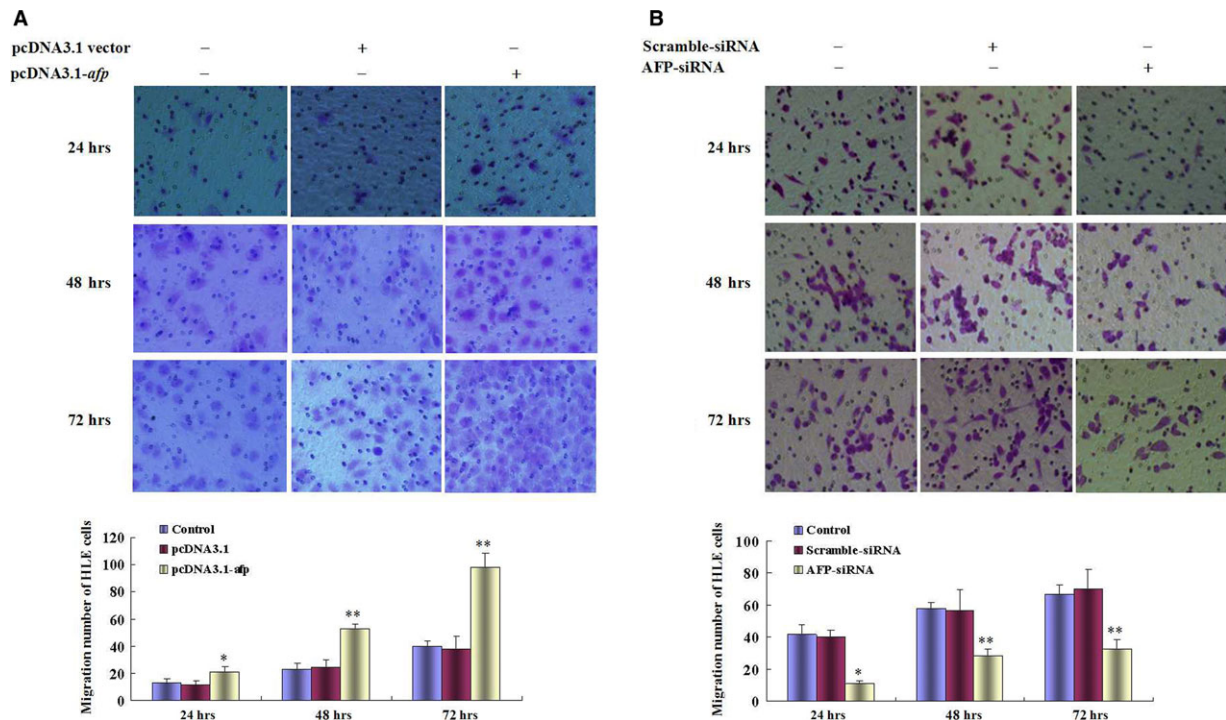 A
pcDNA3.1 vector – + –
pcDNA3.1-afp – – +
24 hrs
48 hrs
72 hrs
Migration number of HLE cells
120
100
80
60
40
20
0
Control
pcDNA3.1
pcDNA3.1-afp
*
**
**
24 hrs 48 hrs 72 hrs
B
Scramble-siRNA – + –
AFP-siRNA – – +
24 hrs
48 hrs
72 hrs
Migration number of HLE cells
100
80
60
40
20
0
Control
Scramble-siRNA
AFP-siRNA
*
**
**
24 hrs 48 hrs 72 hrs